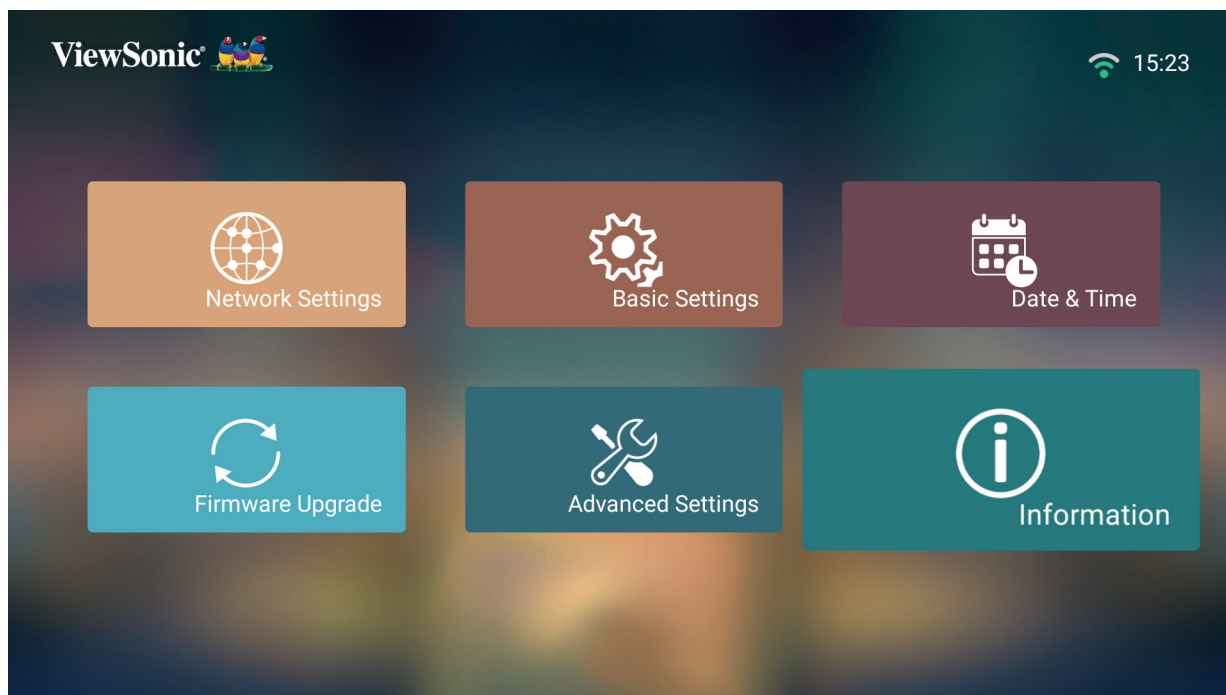 ViewSonic®
15:23
Network Settings
Basic Settings
Date & Time
Firmware Upgrade
Advanced Settings
Information